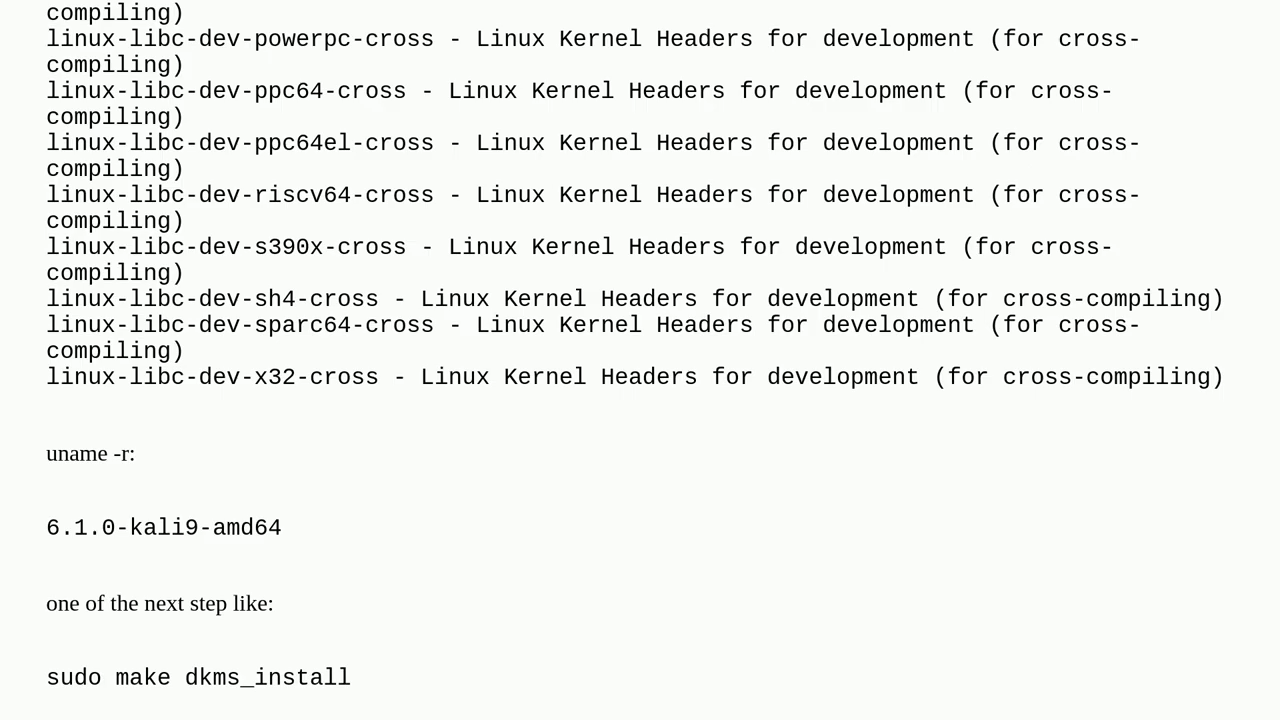 compiling)
linux-libc-dev-powerpc-cross - Linux Kernel Headers for development (for cross-
compiling)
linux-libc-dev-ppc64-cross - Linux Kernel Headers for development (for cross-
compiling)
linux-libc-dev-ppc64el-cross - Linux Kernel Headers for development (for cross-
compiling)
linux-libc-dev-riscv64-cross - Linux Kernel Headers for development (for cross-
compiling)
linux-libc-dev-s390x-cross - Linux Kernel Headers for development (for cross-
compiling)
linux-libc-dev-sh4-cross - Linux Kernel Headers for development (for cross-compiling)
linux-libc-dev-sparc64-cross - Linux Kernel Headers for development (for cross-
compiling)
linux-libc-dev-x32-cross - Linux Kernel Headers for development (for cross-compiling)
uname -r:
6.1.0-kali9-amd64
one of the next step like:
sudo make dkms_install